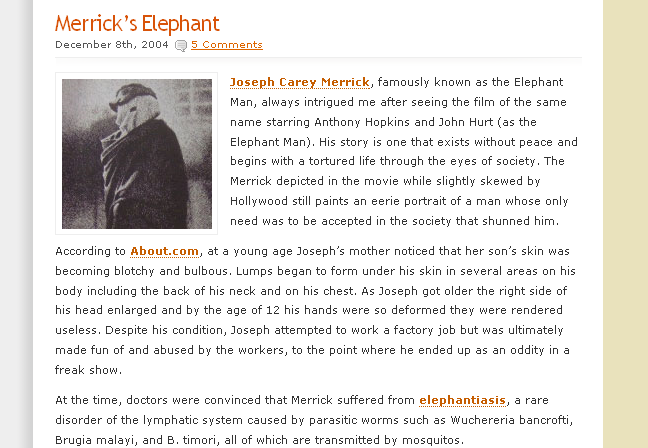 Merrick's Elephant
December 8th, 2004 5 Comments
Joseph Carey Merrick, famously known as the Elephant
Man, always intrigued me after seeing the film of the same
name starring Anthony Hopkins and John Hurt (as the
Elephant Man). His story is one that exists without peace and
begins with a tortured life through the eyes of society. The
Merrick depicted in the movie while slightly skewed by
Hollywood still paints an eerie portrait of a man whose only
need was to be accepted in the society that shunned him.
According to About.com, at a young age Joseph's mother noticed that her son's skin was
becoming blotchy and bulbous. Lumps began to form under his skin in several areas on his
body including the back of his neck and on his chest. As Joseph got older the right side of
his head enlarged and by the age of 12 his hands were so deformed they were rendered
useless. Despite his condition, Joseph attempted to work a factory job but was ultimately
made fun of and abused by the workers, to the point where he ended up as an oddity in a
freak show.
At the time, doctors were convinced that Merrick suffered from elephantiasis, a rare
disorder of the lymphatic system caused by parasitic worms such as Wuchereria bancrofti,
Brugia malayi, and B. timori, all of which are transmitted by mosquitos.